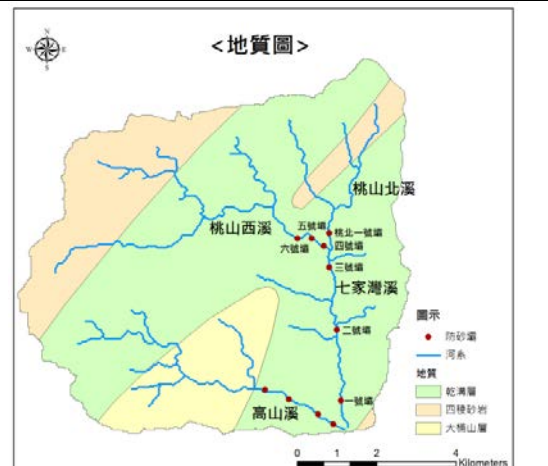 <地質圖>
N
W
E
S
桃山北溪
桃山西溪
五號壩
桃北一號壩
六號壩
四號壩
三號壩
七家灣溪
二號壩
一號壩
高山溪
圖示
防砂壩
河系
地質
乾溝層
四稜砂岩
大桶山層
0 1 2 4
Kilometers